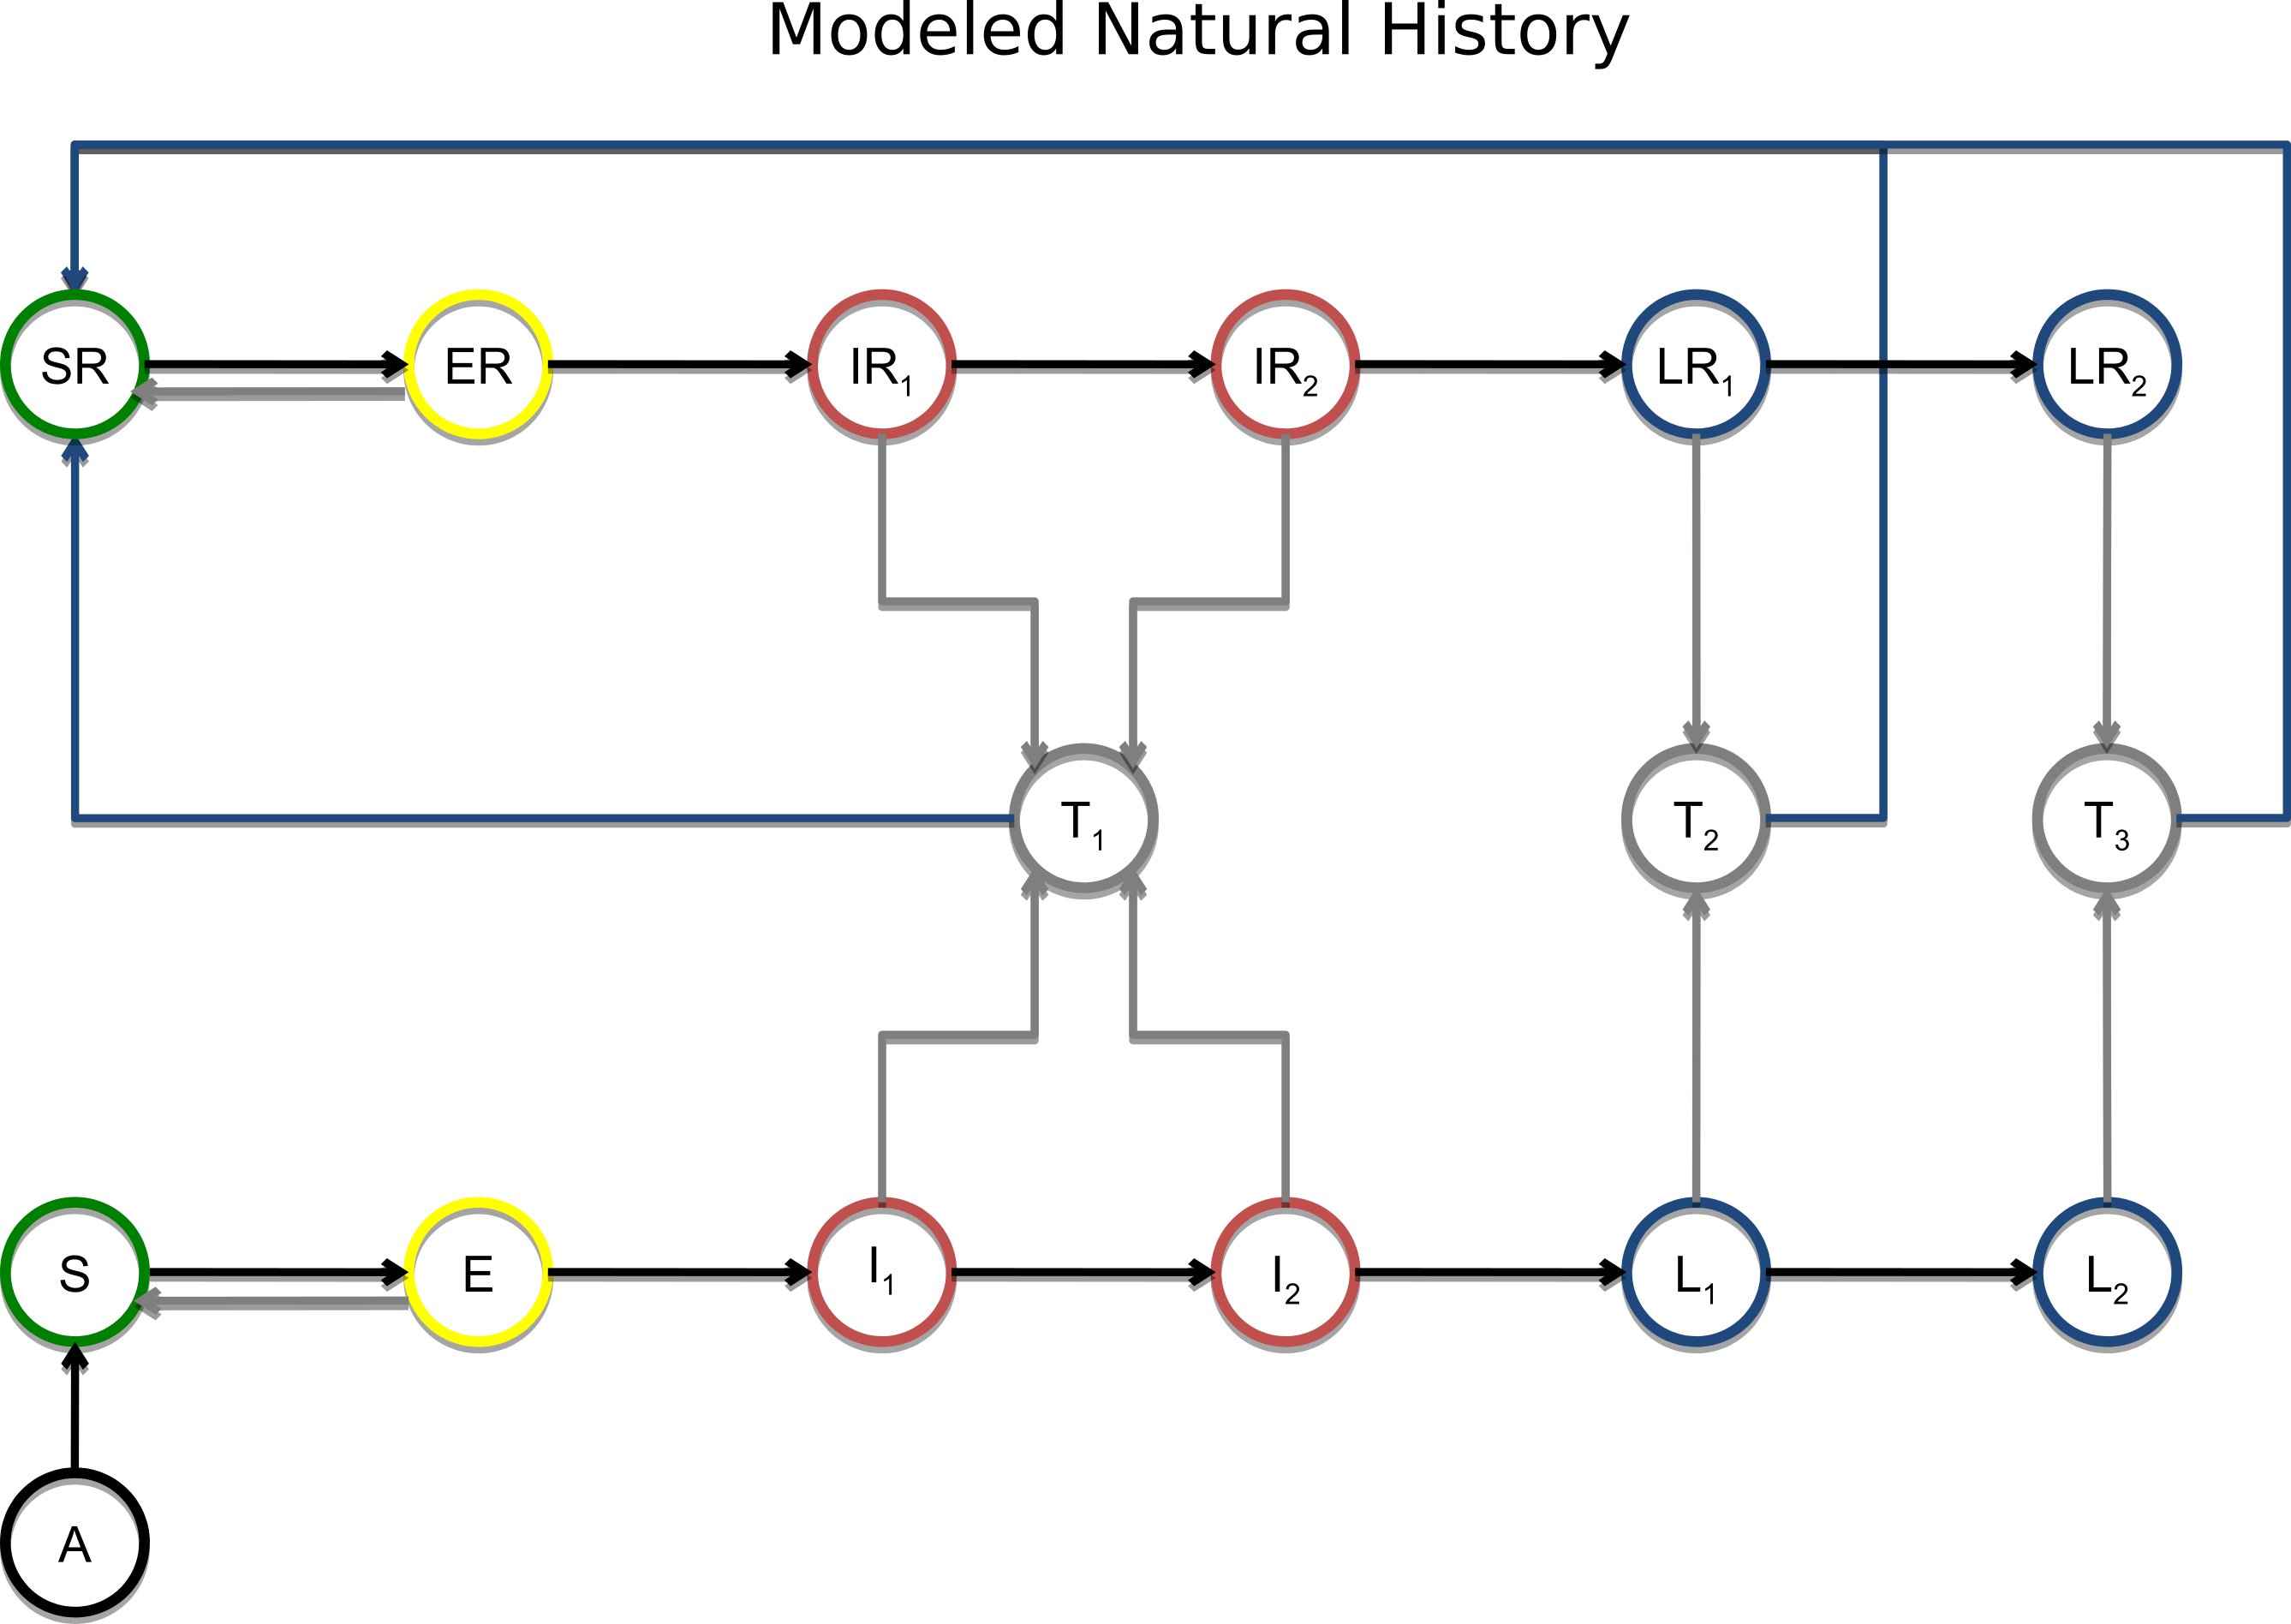 Modeled Natural History
SR ER IR1 IR2 LR1 LR2
T1 T2 T3
S E I1 I2 L1 L2
A